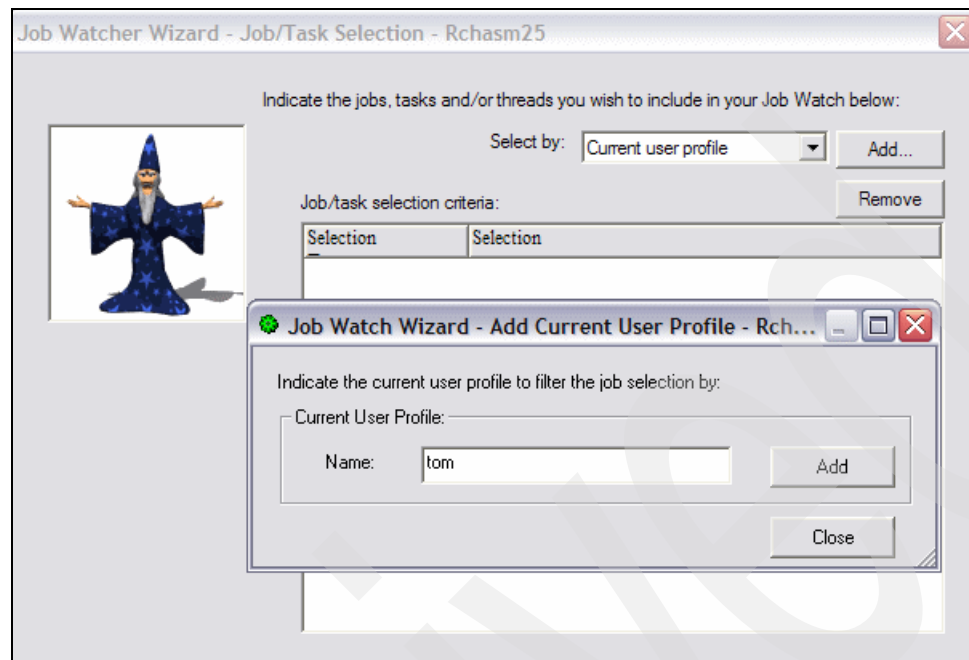 Job Watcher Wizard - Job/Task Selection - Rchasm25
Indicate the jobs, tasks and/or threads you wish to include in your Job Watch below:
Select by:
Current user profile
Add...
Remove
Job/task selection criteria:
Selection
Selection
Job Watch Wizard - Add Current User Profile - Rch...
Indicate the current user profile to filter the job selection by:
Current User Profile:
Name:
tom
Add
Close